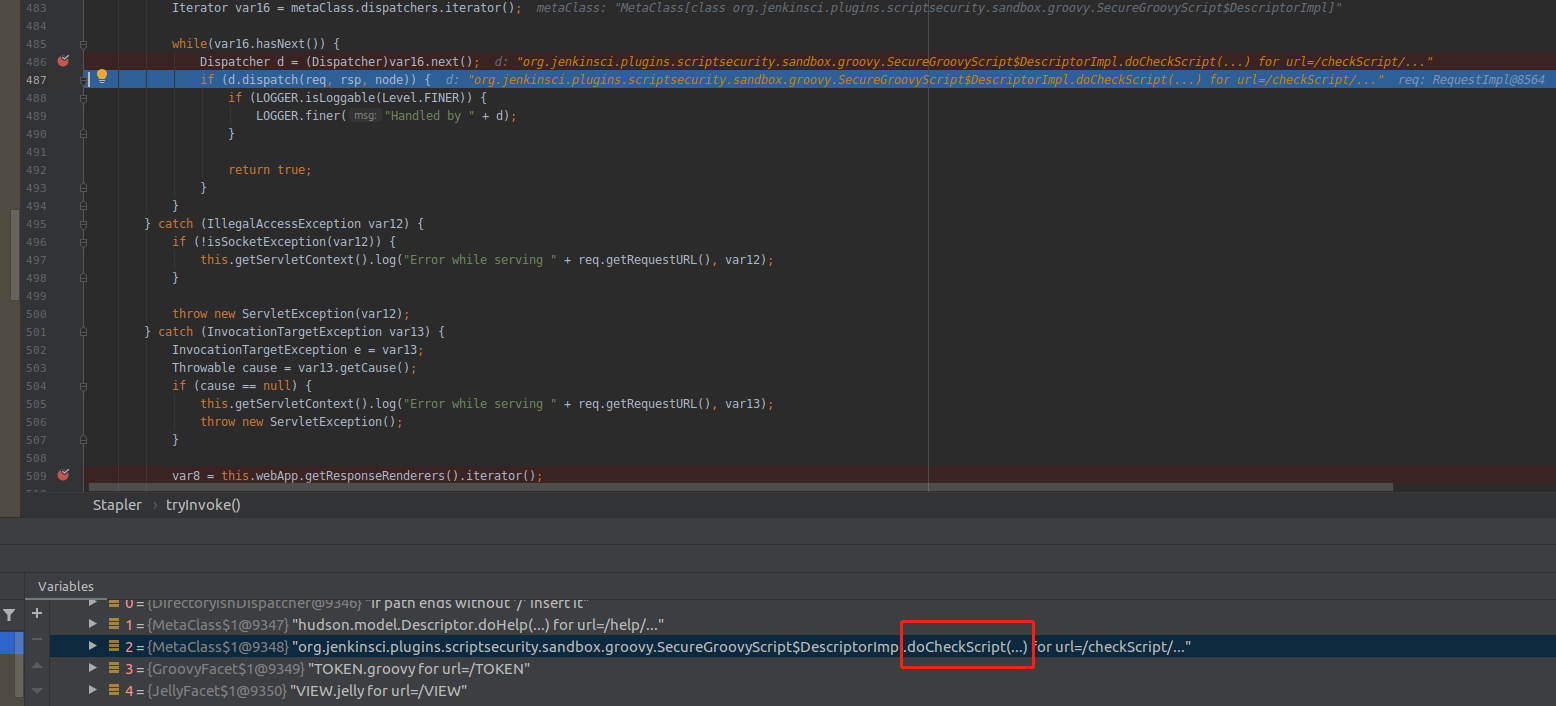 483 Iterator var16 = metaClass.dispatchers.iterator(); metaClass: "MetaClass[class org.jenkinsci.plugins.scriptsecurity.sandbox.groovy.SecureGroovyScript$DescriptorImpl]"
484
485 while(var16.hasNext()) {
486 Dispatcher d = (Dispatcher)var16.next(); d: "org.jenkinsci.plugins.scriptsecurity.sandbox.groovy.SecureGroovyScript$DescriptorImpl.doCheckScript(...) for url=/checkScript/..."
487 if (d.dispatch(req, rsp, node)) { d: "org.jenkinsci.plugins.scriptsecurity.sandbox.groovy.SecureGroovyScript$DescriptorImpl.doCheckScript(...) for url=/checkScript/..." req: RequestImpl@8564
488 if (LOGGER.isLoggable(Level.FINER)) {
489 LOGGER.finer( msg: "Handled by " + d);
490 }
491
492 return true;
493 }
494 }
495 } catch (IllegalAccessException var12) {
496 if (!isSocketException(var12)) {
497 this.getServletContext().log("Error while serving " + req.getRequestURL(), var12);
498 }
499
500 throw new ServletException(var12);
501 } catch (InvocationTargetException var13) {
502 InvocationTargetException e = var13;
503 Throwable cause = var13.getCause();
504 if (cause == null) {
505 this.getServletContext().log("Error while serving " + req.getRequestURL(), var13);
506 throw new ServletException();
507 }
508
509 var8 = this.webApp.getResponseRenderers().iterator();
Stapler › tryInvoke()
Variables
0 = {DirectoryishDispatcher@9346} "If path ends without '/' insert it"
1 = {MetaClass$1@9347} "hudson.model.Descriptor.doHelp(...) for url=/help/..."
2 = {MetaClass$1@9348} "org.jenkinsci.plugins.scriptsecurity.sandbox.groovy.SecureGroovyScript$DescriptorImpl.doCheckScript(...) for url=/checkScript/..."
3 = {GroovyFacet$1@9349} "TOKEN.groovy for url=/TOKEN"
4 = {JellyFacet$1@9350} "VIEW.jelly for url=/VIEW"